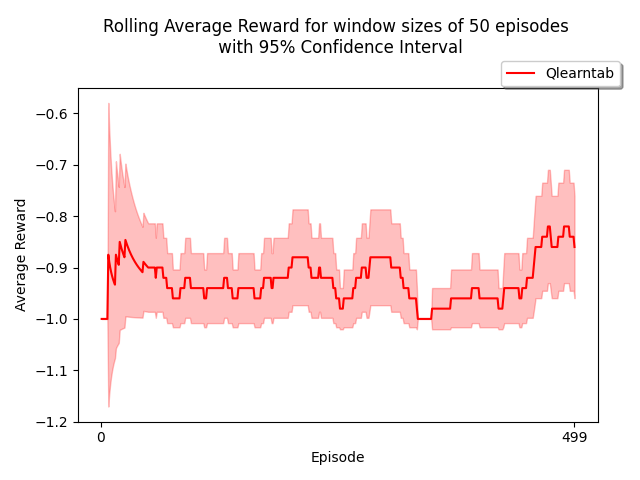 Rolling Average Reward for window sizes of 50 episodes
with 95% Confidence Interval
Qlearntab
−0.6
−0.7
−0.8
−0.9
−1.0
−1.1
−1.2
Average Reward
0
499
Episode